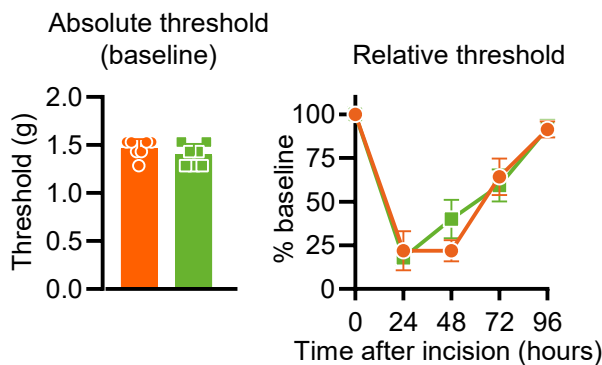 Absolute threshold
(baseline)
Threshold (g)
2.0
1.5
1.0
0.5
0.0
Relative threshold
% baseline
100
75
50
25
0
0 24 48 72 96
Time after incision (hours)